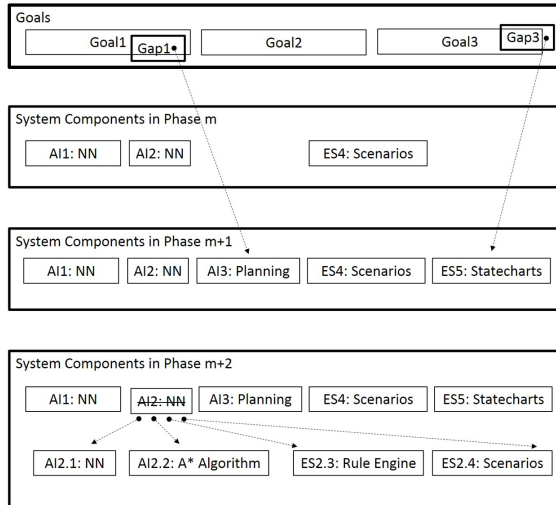 Goals
Goal1
Gap1
Goal2
Goal3
Gap3
System Components in Phase m
AI1: NN
AI2: NN
ES4: Scenarios
System Components in Phase m+1
AI1: NN
AI2: NN
AI3: Planning
ES4: Scenarios
ES5: Statecharts
System Components in Phase m+2
AI1: NN
AI2: NN
AI3: Planning
ES4: Scenarios
ES5: Statecharts
AI2.1: NN
AI2.2: A* Algorithm
ES2.3: Rule Engine
ES2.4: Scenarios